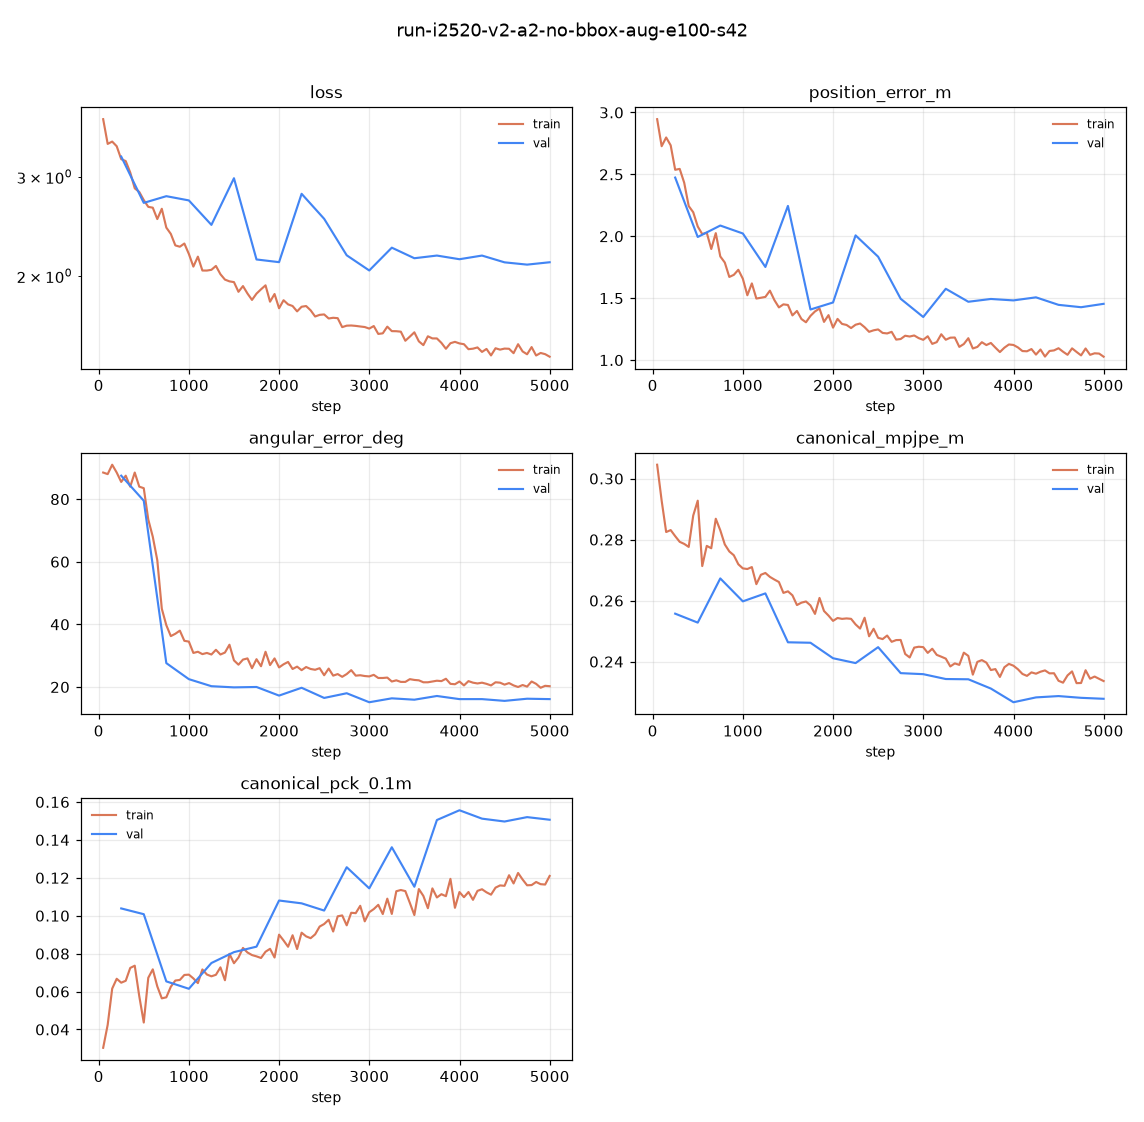 run-i2520-v2-a2-no-bbox-aug-e100-s42
loss
train
val
3 × 10⁰
2 × 10⁰
0 1000 2000 3000 4000 5000
step
position_error_m
train
val
3.0
2.5
2.0
1.5
1.0
0 1000 2000 3000 4000 5000
step
angular_error_deg
train
val
80
60
40
20
0 1000 2000 3000 4000 5000
step
canonical_mpjpe_m
train
val
0.30
0.28
0.26
0.24
0 1000 2000 3000 4000 5000
step
canonical_pck_0.1m
train
val
0.16
0.14
0.12
0.10
0.08
0.06
0.04
0 1000 2000 3000 4000 5000
step